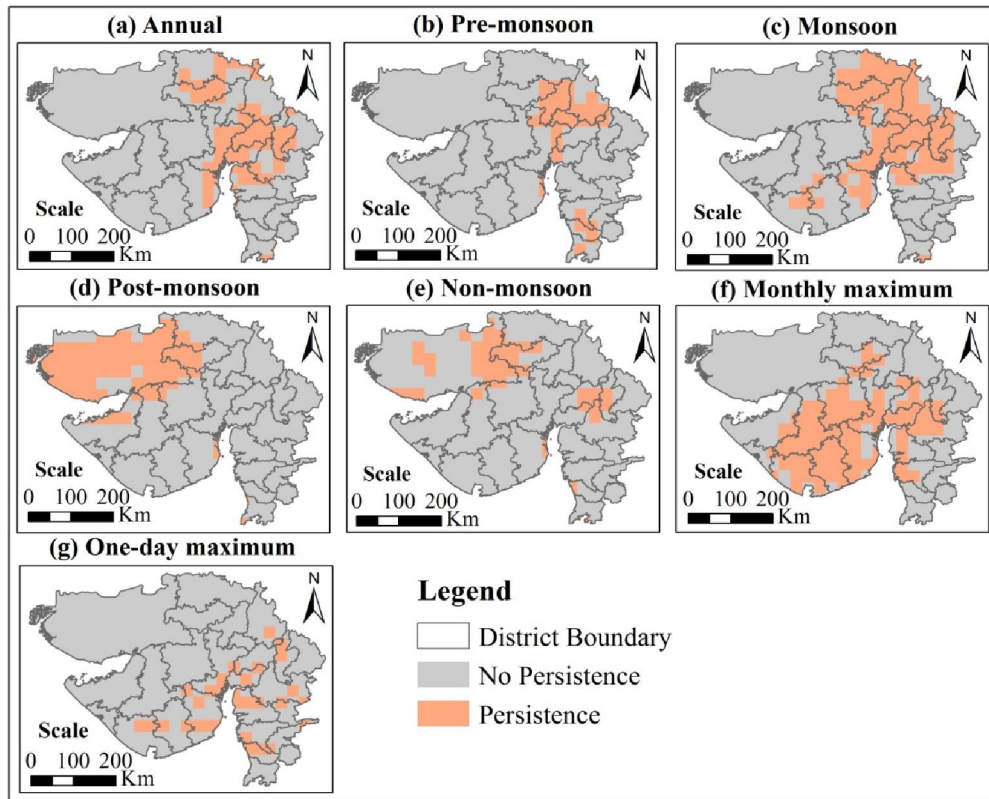 (a) Annual
N
Scale
0 100 200
Km
(b) Pre-monsoon
N
Scale
0 100 200
Km
(c) Monsoon
N
Scale
0 100 200
Km
(d) Post-monsoon
N
Scale
0 100 200
Km
(e) Non-monsoon
N
Scale
0 100 200
Km
(f) Monthly maximum
N
Scale
0 100 200
Km
(g) One-day maximum
N
Scale
0 100 200
Km
Legend
District Boundary
No Persistence
Persistence